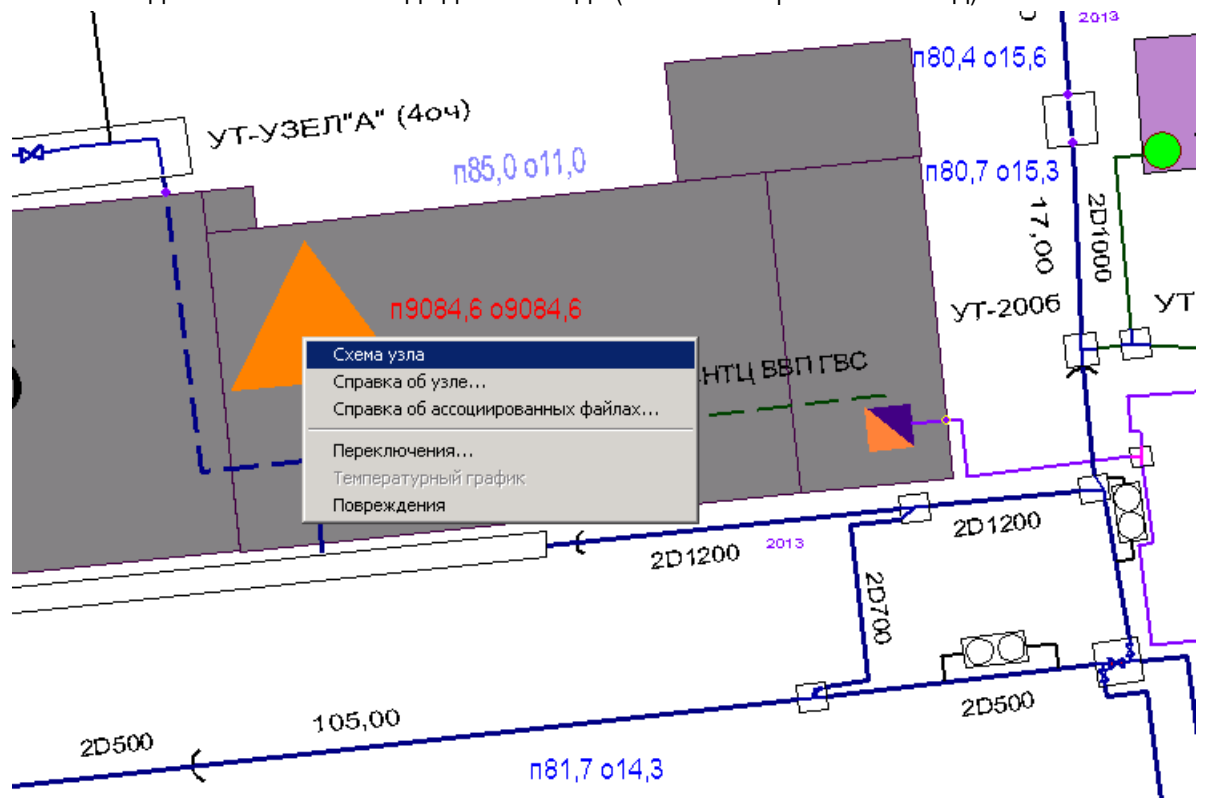 2013
п80,4 о15,6
УТ-УЗЕЛ"А" (4оч)
п85,0 о11,0
п80,7 о15,3
17,00
2D1000
п9084,6 о9084,6
УТ-2006
УТ
Схема узла
Справка об узле...
Справка об ассоциированных файлах...
Переключения...
Температурный график
Повреждения
НТЦ ВВП ГВС
2D1200
2013
2D1200
2D700
105,00
2D500
2D500
п81,7 о14,3